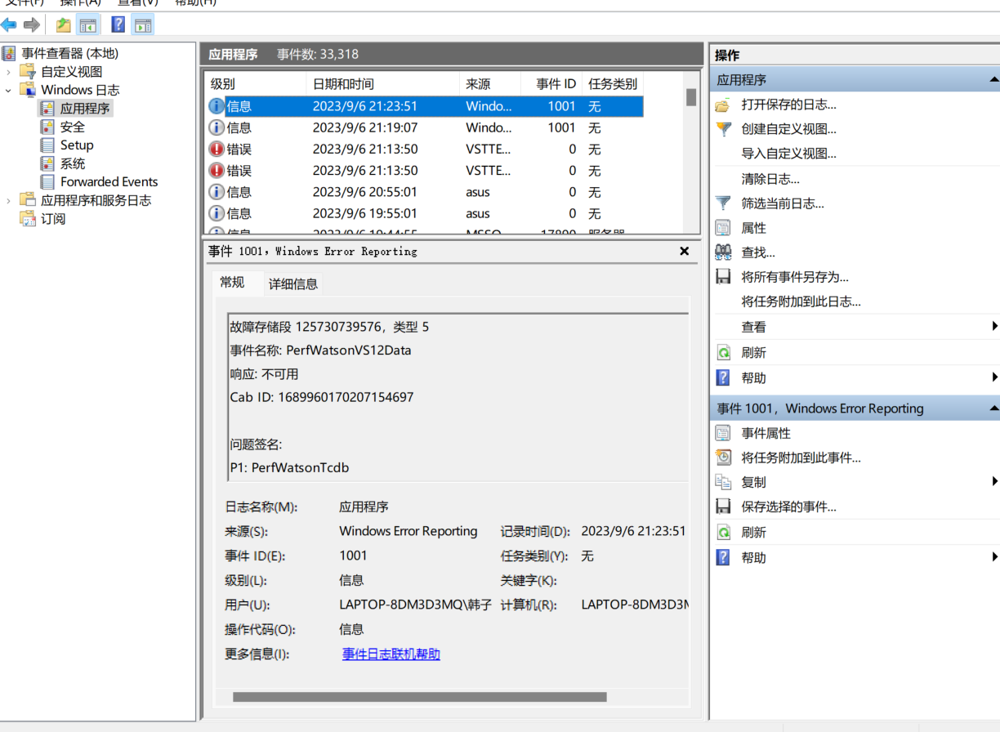 文件(F) 操作(A) 查看(V) 帮助(H)
事件查看器 (本地)
自定义视图
Windows 日志
应用程序
安全
Setup
系统
Forwarded Events
应用程序和服务日志
订阅
应用程序 事件数: 33,318
级别 日期和时间 来源 事件 ID 任务类别
信息 2023/9/6 21:23:51 Windo... 1001 无
信息 2023/9/6 21:19:07 Windo... 1001 无
错误 2023/9/6 21:13:50 VSTTE... 0 无
错误 2023/9/6 21:13:50 VSTTE... 0 无
信息 2023/9/6 20:55:01 asus 0 无
信息 2023/9/6 19:55:01 asus 0 无
信息 2023/9/6 19:44:55 MSSQ... 17890 服务器
事件 1001，Windows Error Reporting
常规 详细信息
故障存储段 125730739576，类型 5
事件名称: PerfWatsonVS12Data
响应: 不可用
Cab ID: 1689960170207154697
问题签名:
P1: PerfWatsonTcdb
日志名称(M): 应用程序
来源(S): Windows Error Reporting 记录时间(D): 2023/9/6 21:23:51
事件 ID(E): 1001 任务类别(Y): 无
级别(L): 信息 关键字(K):
用户(U): LAPTOP-8DM3D3MQ\韩子 计算机(R): LAPTOP-8DM3D3M
操作代码(O): 信息
更多信息(I): 事件日志联机帮助
操作
应用程序
打开保存的日志...
创建自定义视图...
导入自定义视图...
清除日志...
筛选当前日志...
属性
查找...
将所有事件另存为...
将任务附加到此日志...
查看
刷新
帮助
事件 1001，Windows Error Reporting
事件属性
将任务附加到此事件...
复制
保存选择的事件...
刷新
帮助